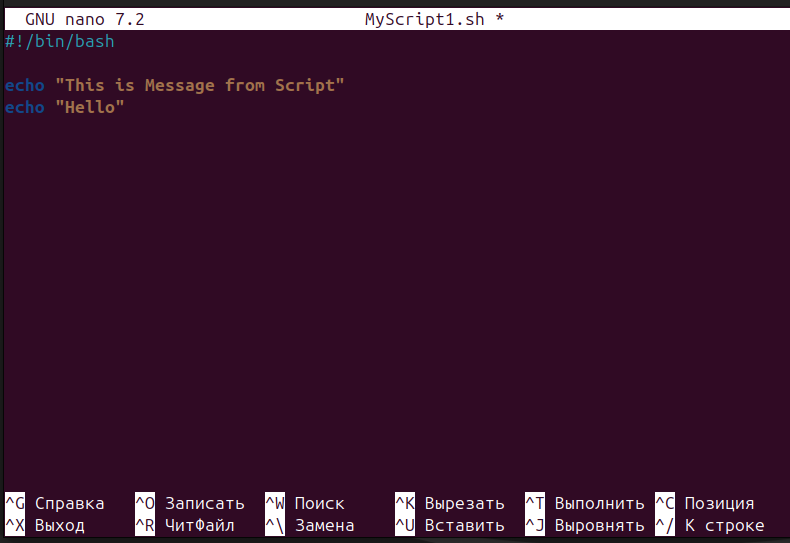 GNU nano 7.2 MyScript1.sh *
#!/bin/bash
echo "This is Message from Script"
echo "Hello"
^G Справка ^O Записать ^W Поиск ^K Вырезать ^T Выполнить ^C Позиция
^X Выход ^R ЧитФайл ^\ Замена ^U Вставить ^J Выровнять ^/ К строке